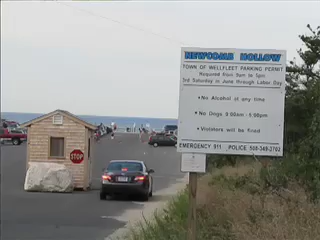 NEWCOMB HOLLOW
TOWN OF WELLFLEET PARKING PERMIT
Required from 9am to 5pm
3rd Saturday in June through Labor Day
• No Alcohol at any time
• No Dogs 9:00am - 5:00pm
• Violators will be fined
EMERGENCY 911 POLICE 508-349-3702
STOP